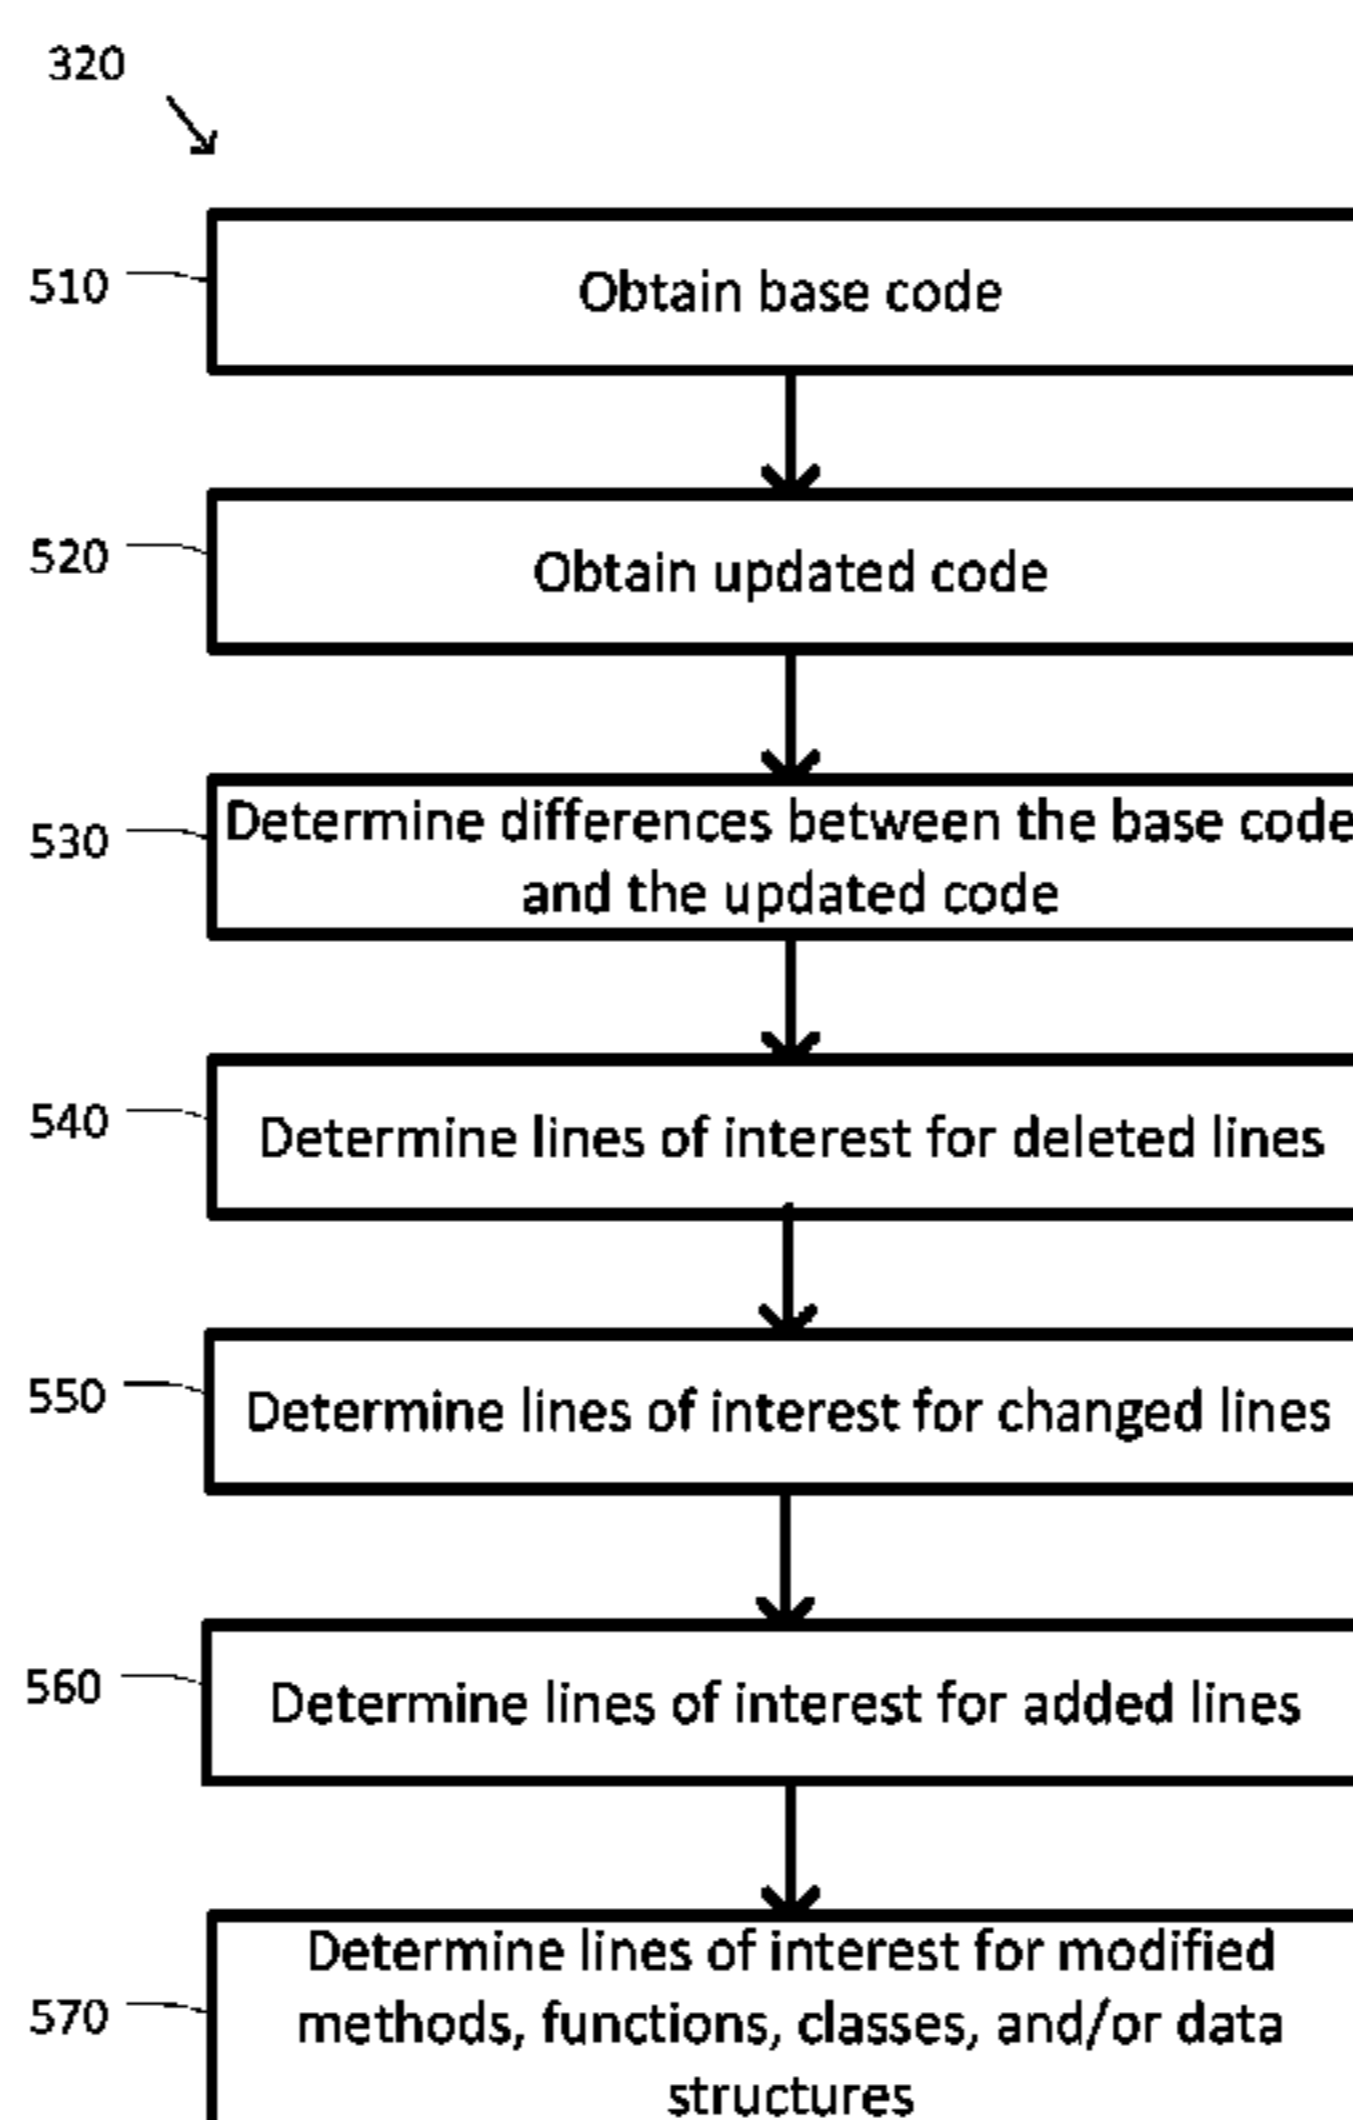 320
510
Obtain base code
520
Obtain updated code
530
Determine differences between the base code
and the updated code
540
Determine lines of interest for deleted lines
550
Determine lines of interest for changed lines
560
Determine lines of interest for added lines
570
Determine lines of interest for modified
methods, functions, classes, and/or data
structures